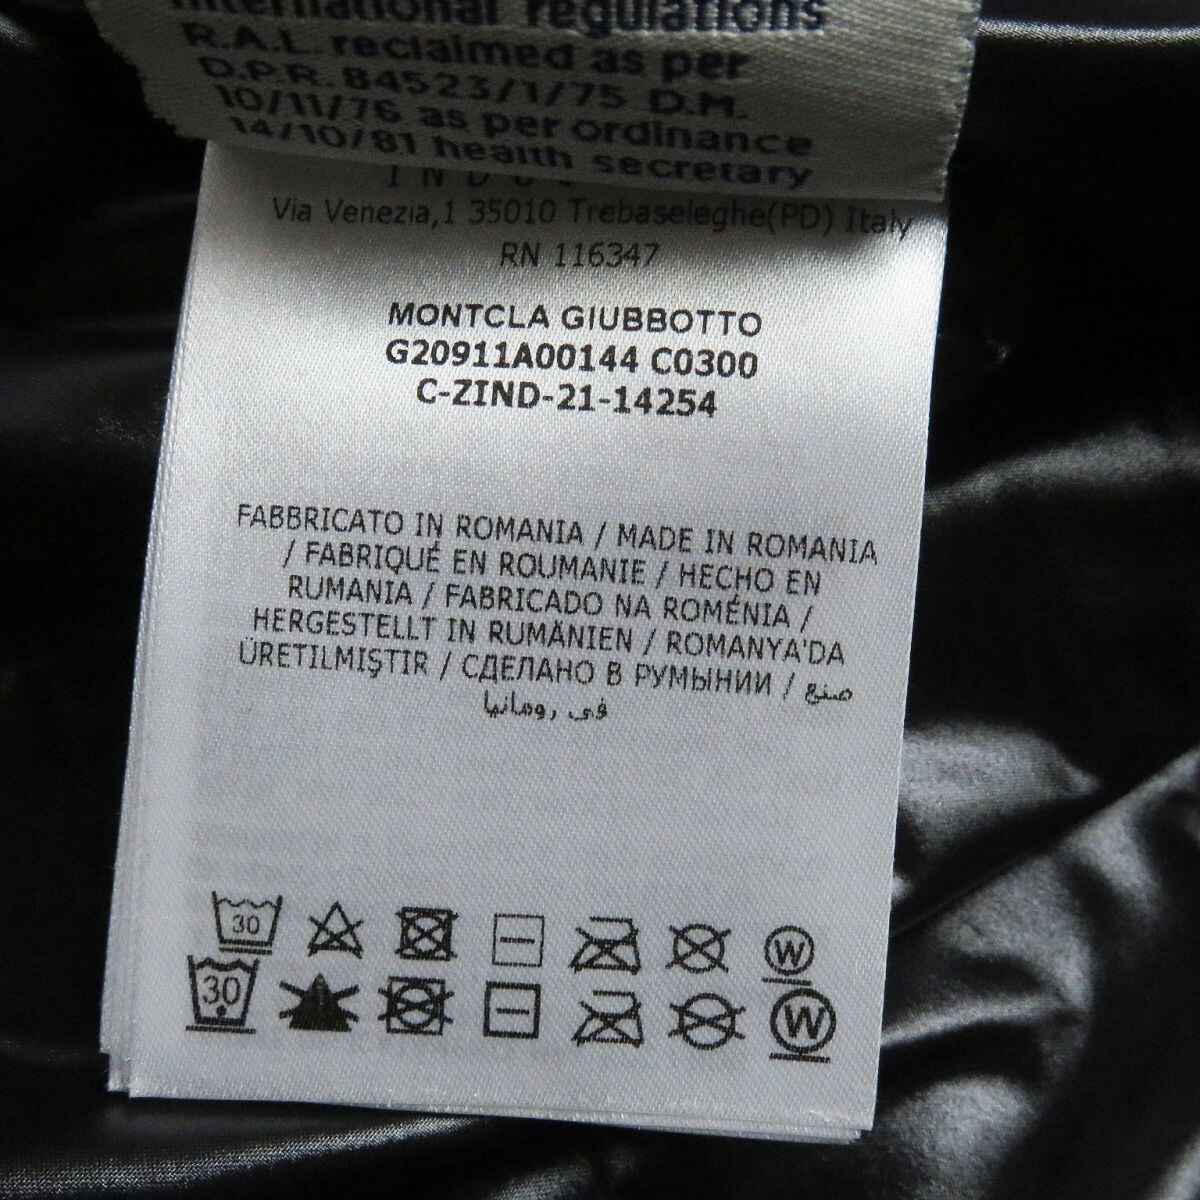 international regulations
R.A.L. reclaimed as per
D.P.R. 84523/1/75 D.M.
10/11/76 as per ordinance
14/10/81 health secretary
Via Venezia,1 35010 Trebaseleghe(PD) Italy
RN 116347
MONTCLA GIUBBOTTO
G20911A00144 C0300
C-ZIND-21-14254
FABBRICATO IN ROMANIA / MADE IN ROMANIA
/ FABRIQUÉ EN ROUMANIE / HECHO EN
RUMANIA / FABRICADO NA ROMÉNIA /
HERGESTELLT IN RUMÄNIEN / ROMANYA'DA
ÜRETILMIŞTIR / СДЕЛАНО В РУМЫНИИ / صنع
في رومانيا
30 W
30 W